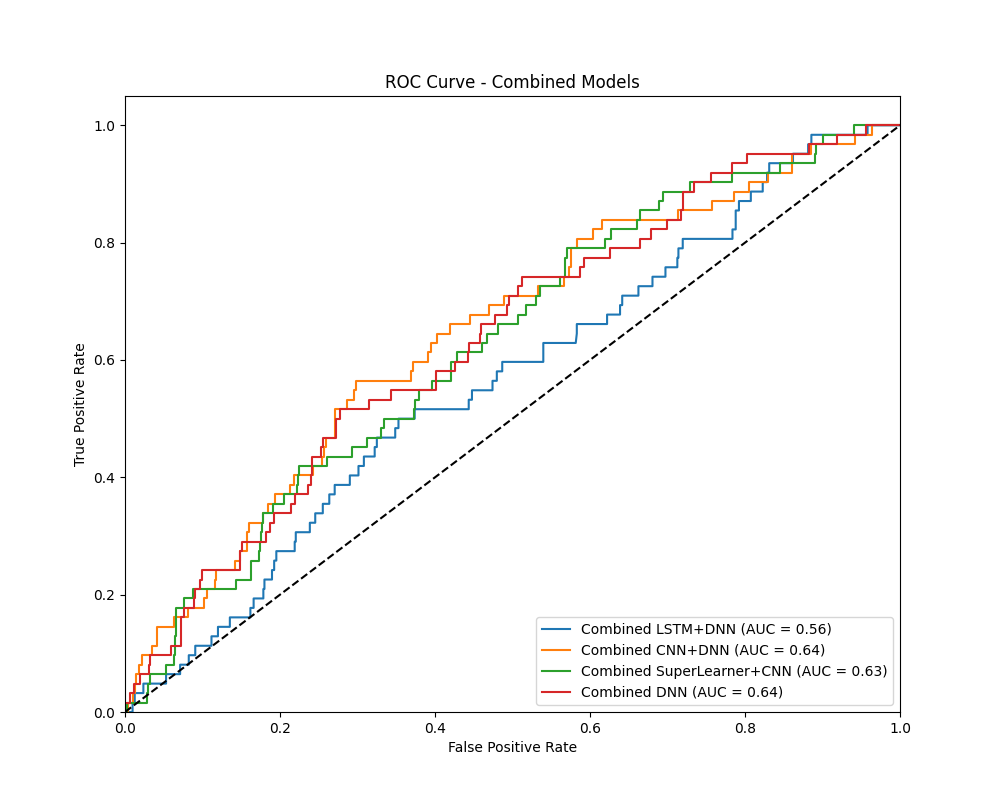 ROC Curve - Combined Models
True Positive Rate
1.0
0.8
0.6
0.4
0.2
0.0
0.0 0.2 0.4 0.6 0.8 1.0
False Positive Rate
Combined LSTM+DNN (AUC = 0.56)
Combined CNN+DNN (AUC = 0.64)
Combined SuperLearner+CNN (AUC = 0.63)
Combined DNN (AUC = 0.64)